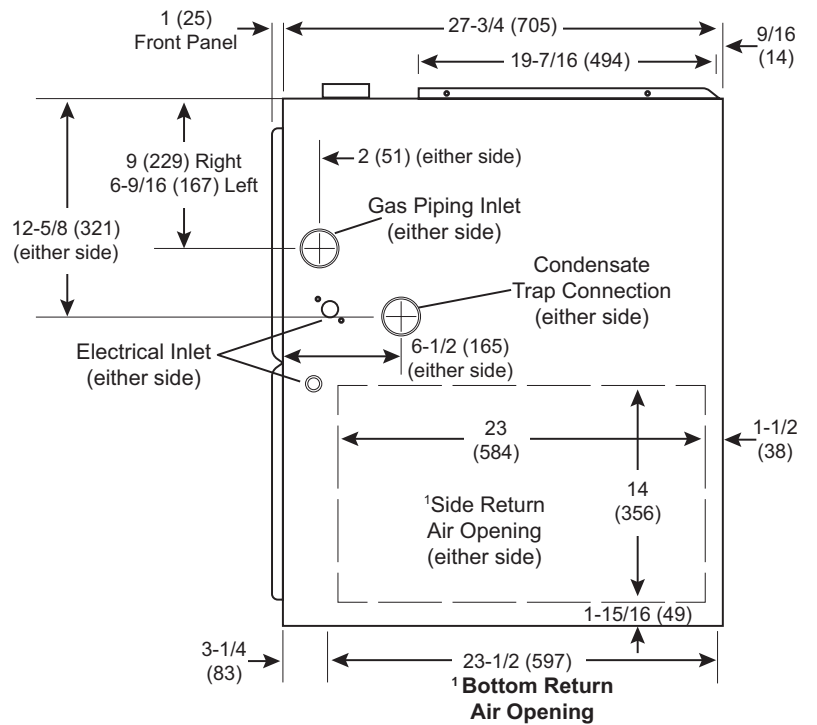 1 (25)
Front Panel
27-3/4 (705)
9/16
(14)
19-7/16 (494)
9 (229) Right
6-9/16 (167) Left
2 (51) (either side)
12-5/8 (321)
(either side)
Gas Piping Inlet
(either side)
Condensate
Trap Connection
(either side)
Electrical Inlet
(either side)
6-1/2 (165)
(either side)
23
(584)
1-1/2
(38)
14
(356)
¹Side Return
Air Opening
(either side)
1-15/16 (49)
3-1/4
(83)
23-1/2 (597)
¹Bottom Return
Air Opening